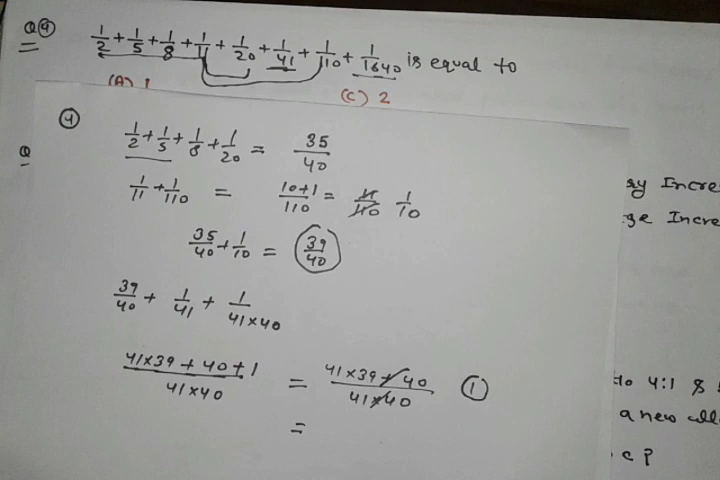 Q④ 1/2 + 1/5 + 1/8 + 1/11 + 1/20 + 1/41 + 1/110 + 1/1640 is equal to
(A) 1 (C) 2
④ 1/2 + 1/5 + 1/8 + 1/20 = 35/40
1/11 + 1/110 = 10+1/110 = 11/110 1/10
35/40 + 1/10 = 39/40
39/40 + 1/41 + 1/41×40
41×39 + 40+1/41×40 = 41×39+40/41×40 ①
=
Q
ry Incre
ge Incre
to 4:1 &
a new
c P